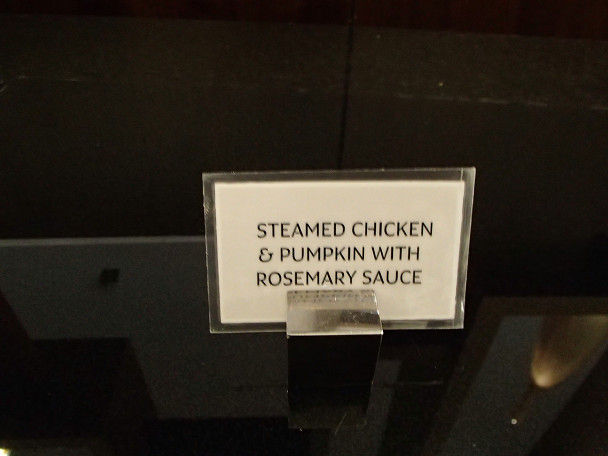 STEAMED CHICKEN
& PUMPKIN WITH
ROSEMARY SAUCE